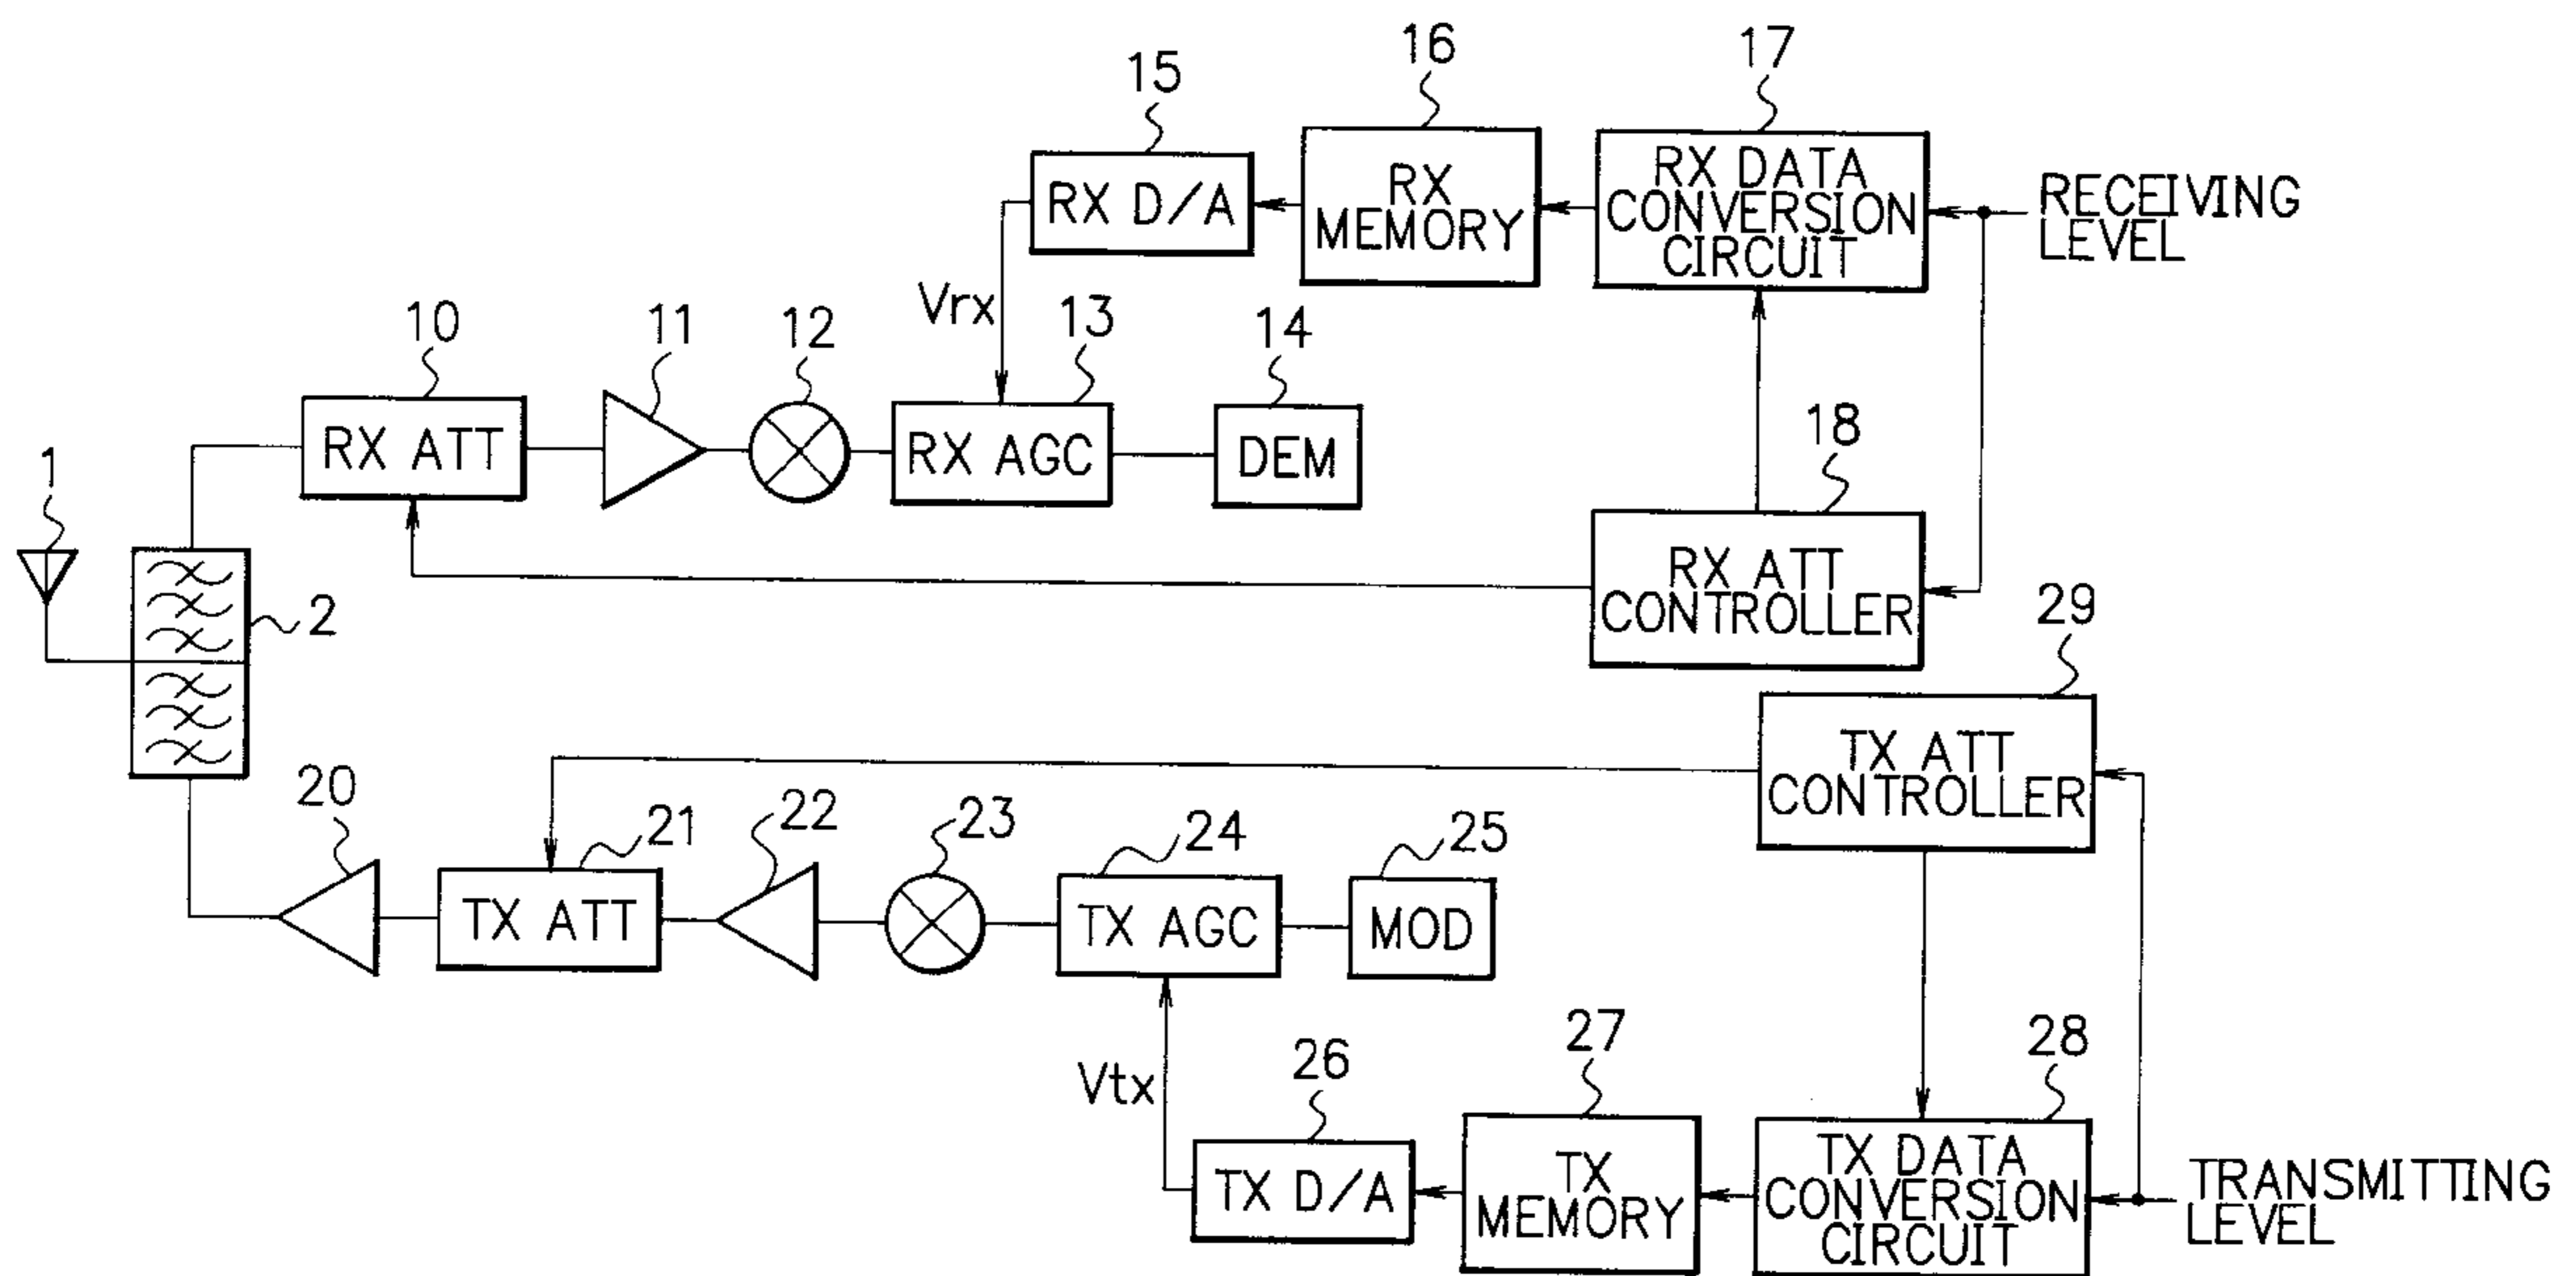 16
17
15
RX D/A
RX
MEMORY
RX DATA
CONVERSION
CIRCUIT
RECEIVING
LEVEL
Vrx
10
11
12
13
14
RX ATT
RX AGC
DEM
18
1
RX ATT
CONTROLLER
2
29
TX ATT
CONTROLLER
20
21
22
23
24
25
TX ATT
TX AGC
MOD
Vtx
26
27
28
TX D/A
TX
MEMORY
TX DATA
CONVERSION
CIRCUIT
TRANSMITTING
LEVEL